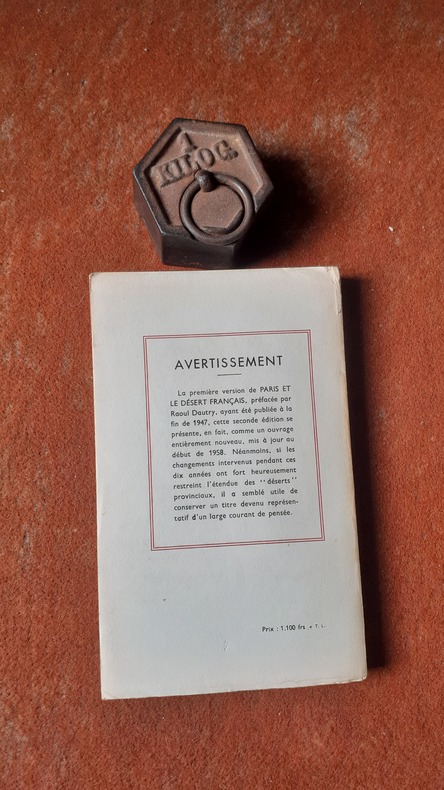 1
KILOG.
AVERTISSEMENT
La première version de PARIS ET
LE DÉSERT FRANÇAIS, préfacée par
Raoul Dautry, ayant été publiée à la
fin de 1947, cette seconde édition se
présente, en fait, comme un ouvrage
entièrement nouveau, mis à jour au
début de 1958. Néanmoins, si les
changements intervenus pendant ces
dix années ont fort heureusement
restreint l'étendue des "déserts"
provinciaux, il a semblé utile de
conserver un titre devenu représen-
tatif d'un large courant de pensée.
Prix : 1.100 frs + T. L.